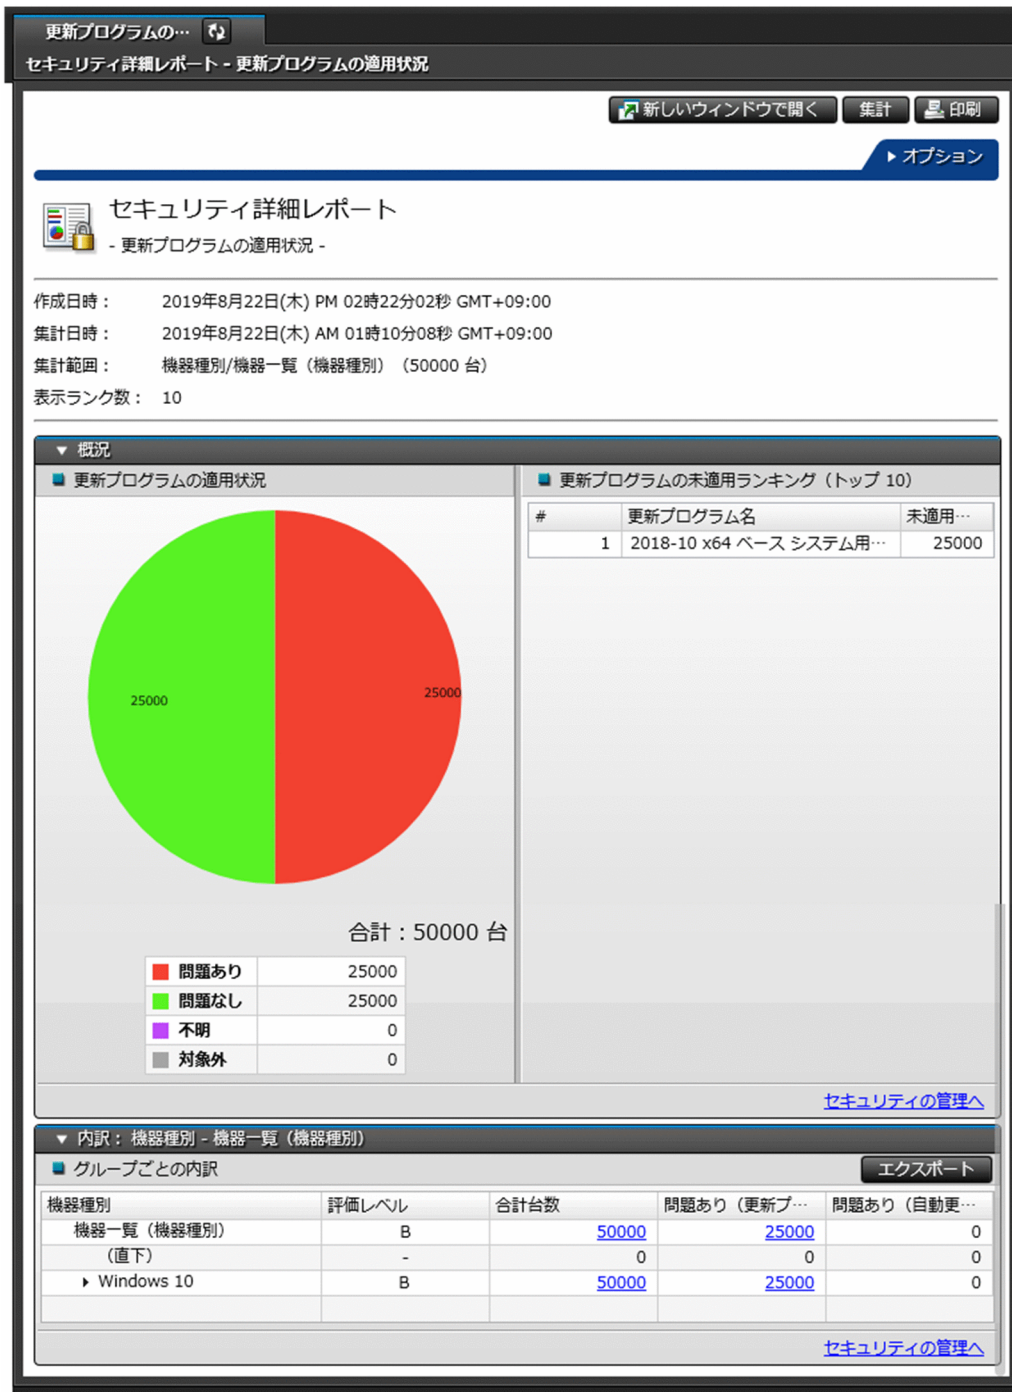 更新プログラムの…
セキュリティ詳細レポート - 更新プログラムの適用状況
新しいウィンドウで開く 集計 印刷
オプション
セキュリティ詳細レポート
- 更新プログラムの適用状況 -
作成日時： 2019年8月22日(木) PM 02時22分02秒 GMT+09:00
集計日時： 2019年8月22日(木) AM 01時10分08秒 GMT+09:00
集計範囲： 機器種別/機器一覧（機器種別）（50000 台）
表示ランク数： 10
▼ 概況
更新プログラムの適用状況
25000
25000
合計：50000 台
問題あり 25000
問題なし 25000
不明 0
対象外 0
更新プログラムの未適用ランキング（トップ 10）
# 更新プログラム名 未適用…
1 2018-10 x64 ベース システム用… 25000
セキュリティの管理へ
▼ 内訳： 機器種別 - 機器一覧（機器種別）
グループごとの内訳 エクスポート
機器種別 評価レベル 合計台数 問題あり（更新プ… 問題あり（自動更…
機器一覧（機器種別） B 50000 25000 0
（直下） - 0 0 0
Windows 10 B 50000 25000 0
セキュリティの管理へ